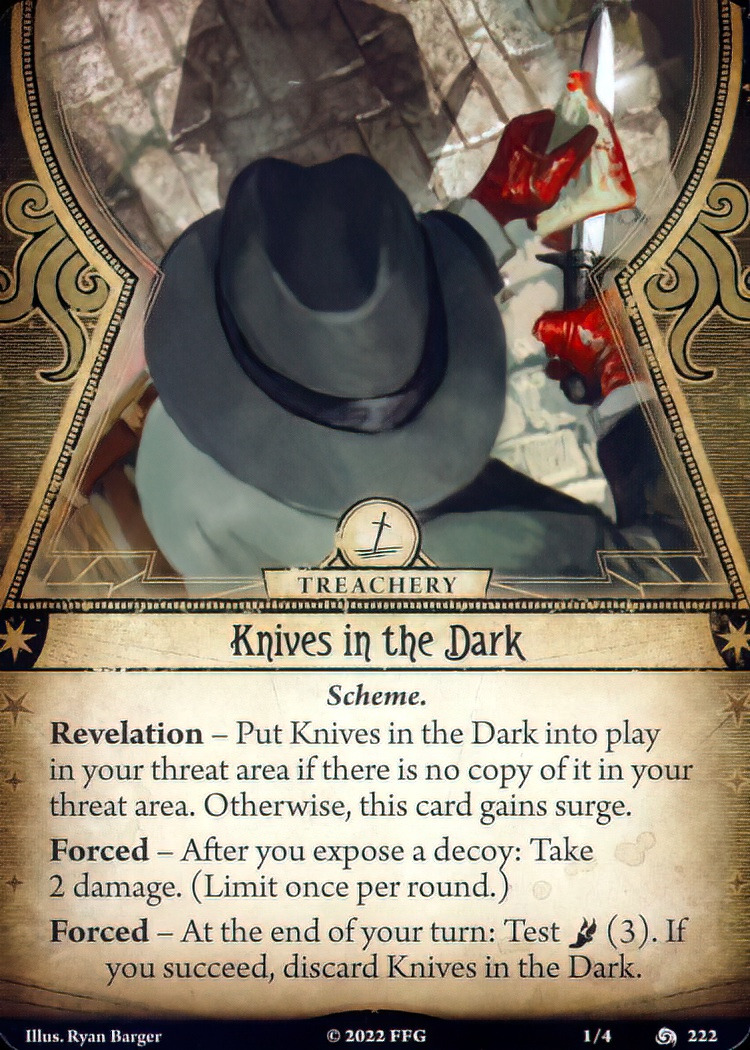 TREACHERY
Knives in the Dark
Scheme.
Revelation – Put Knives in the Dark into play
in your threat area if there is no copy of it in your
threat area. Otherwise, this card gains surge.
Forced – After you expose a decoy: Take
2 damage. (Limit once per round.)
Forced – At the end of your turn: Test (3). If
you succeed, discard Knives in the Dark.
Illus. Ryan Barger © 2022 FFG 1/4 222